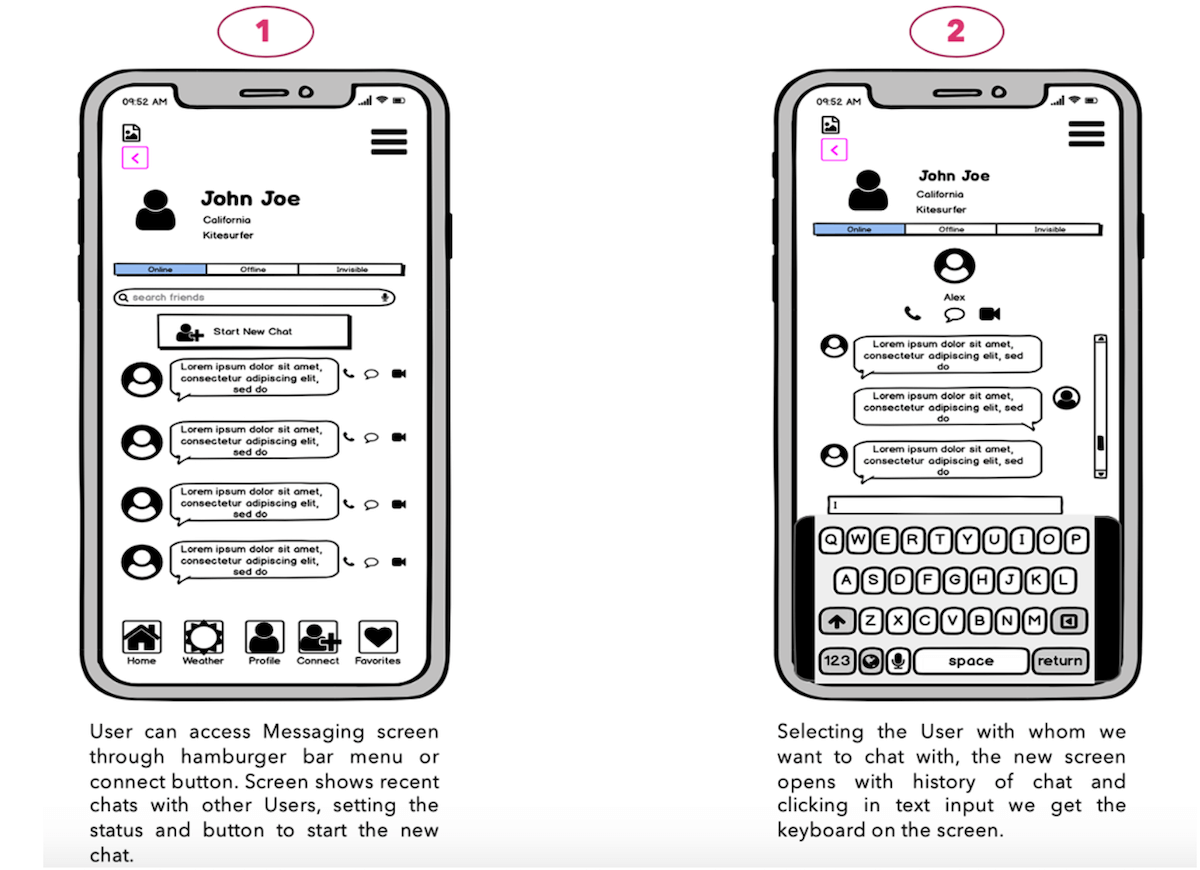 1
09:52 AM
John Joe
California
Kitesurfer
Online Offline Invisible
search friends
Start New Chat
Lorem ipsum dolor sit amet,
consectetur adipiscing elit,
sed do
Lorem ipsum dolor sit amet,
consectetur adipiscing elit,
sed do
Lorem ipsum dolor sit amet,
consectetur adipiscing elit,
sed do
Lorem ipsum dolor sit amet,
consectetur adipiscing elit,
sed do
Home Weather Profile Connect Favorites
User can access Messaging screen
through hamburger bar menu or
connect button. Screen shows recent
chats with other Users, setting the
status and button to start the new
chat.
2
09:52 AM
John Joe
California
Kitesurfer
Online Offline Invisible
Alex
Lorem ipsum dolor sit amet,
consectetur adipiscing elit, sed
do
Lorem ipsum dolor sit amet,
consectetur adipiscing elit, sed
do
Lorem ipsum dolor sit amet,
consectetur adipiscing elit, sed
do
I
Q W E R T Y U I O P
A S D F G H J K L
Z X C V B N M
123 space return
Selecting the User with whom we
want to chat with, the new screen
opens with history of chat and
clicking in text input we get the
keyboard on the screen.